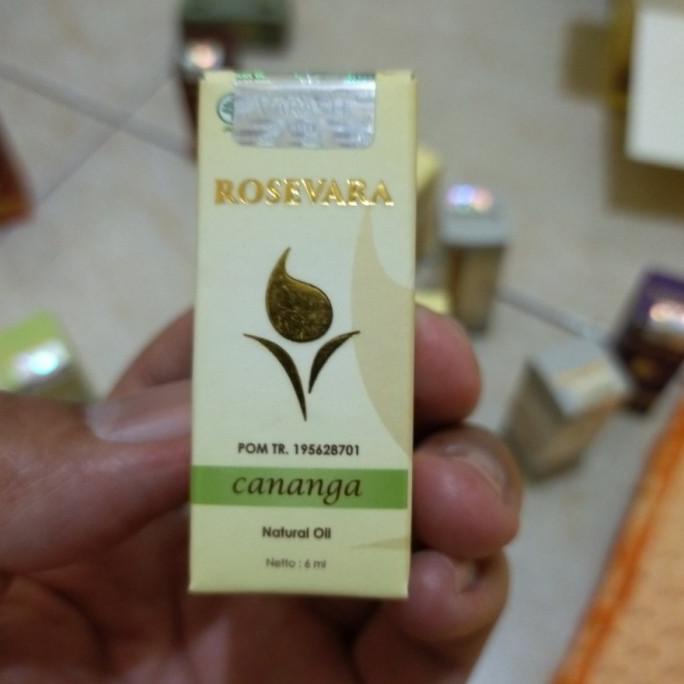 ROSEVARA
POM TR. 195628701
cananga
Natural Oil
Netto : 6 ml